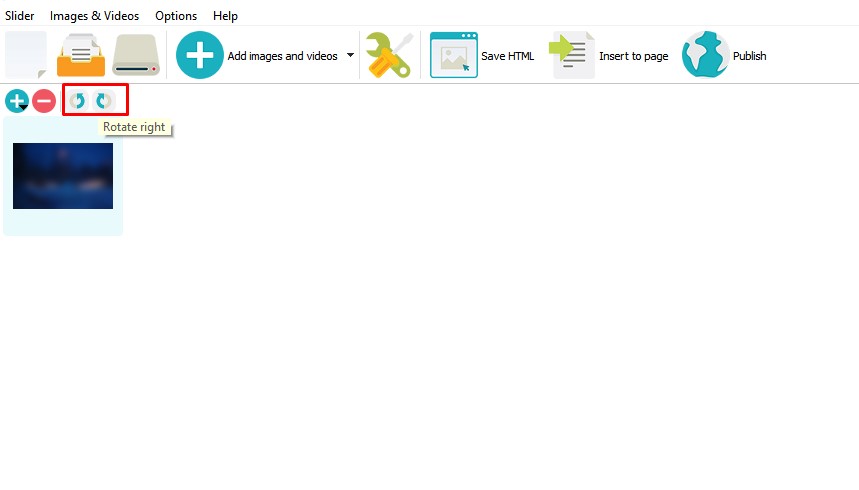 Slider Images & Videos Options Help
Add images and videos Save HTML Insert to page Publish
Rotate right